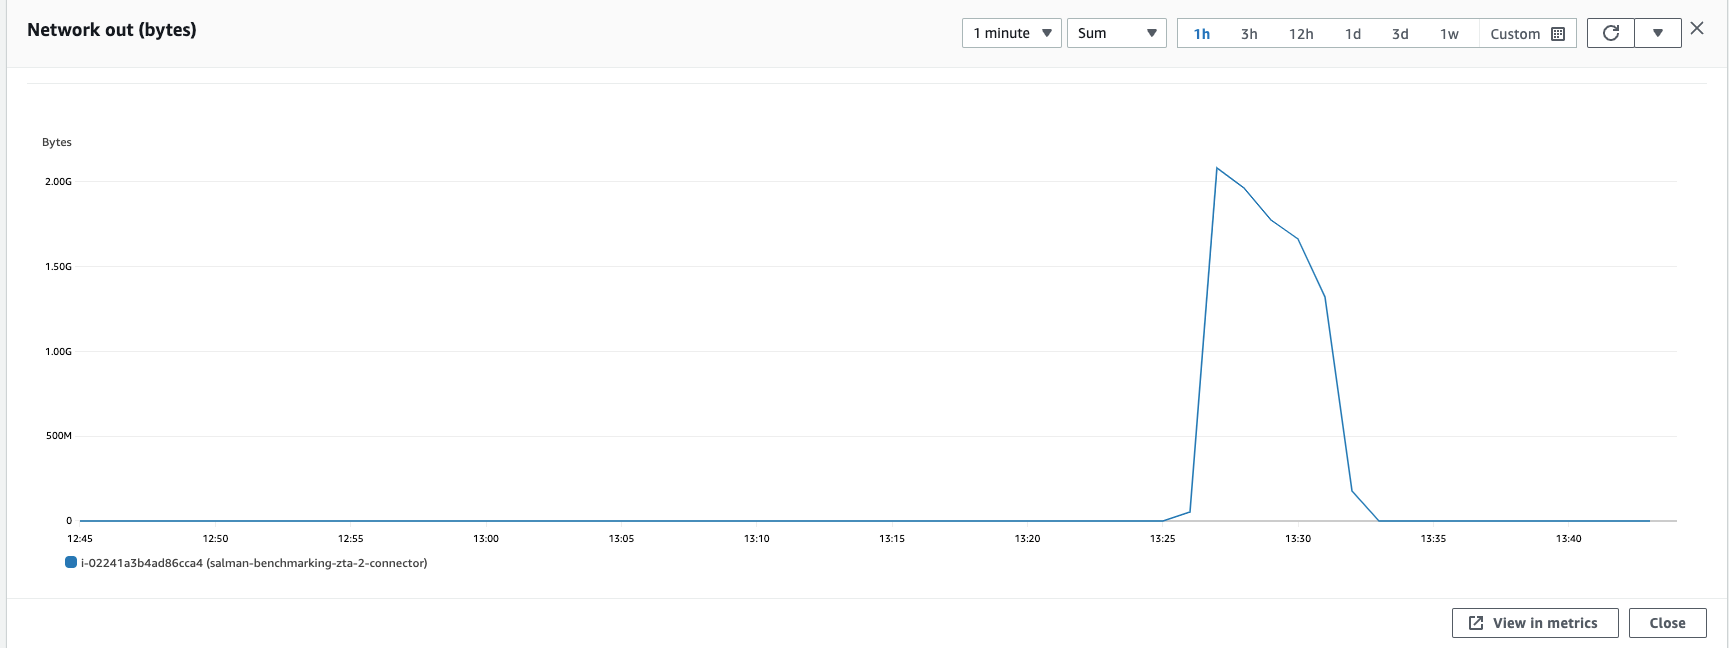 Network out (bytes)
1 minute
Sum
1h 3h 12h 1d 3d 1w Custom
Bytes
2.00G
1.50G
1.00G
500M
0
12:45 12:50 12:55 13:00 13:05 13:10 13:15 13:20 13:25 13:30 13:35 13:40
i-02241a3b4ad86cca4 (salman-benchmarking-zta-2-connector)
View in metrics
Close